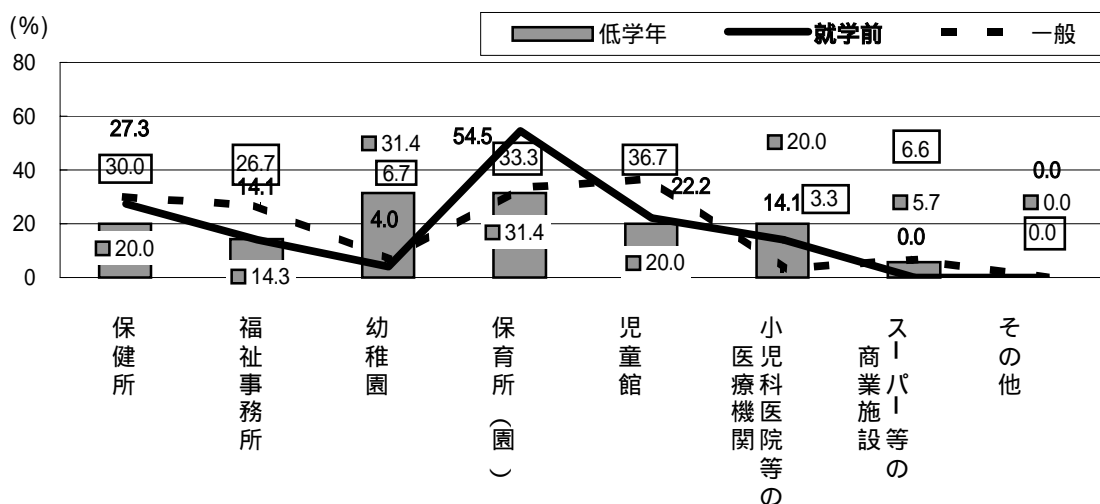 (%)
低学年 就学前 一般
80
60
40
20
0
27.3
30.0
20.0
26.7
14.1
14.3
31.4
6.7
4.0
54.5
33.3
31.4
36.7
22.2
20.0
20.0
14.1
3.3
6.6
5.7
0.0
0.0
0.0
0.0
保健所
福祉事務所
幼稚園
保育所(園)
児童館
小児科医院等の
医療機関
スーパー等の
商業施設
その他